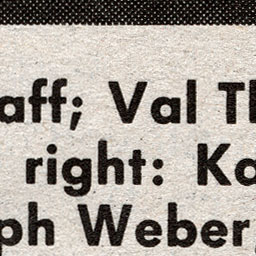 aff; Val Th
right: Ka
ph Weber,